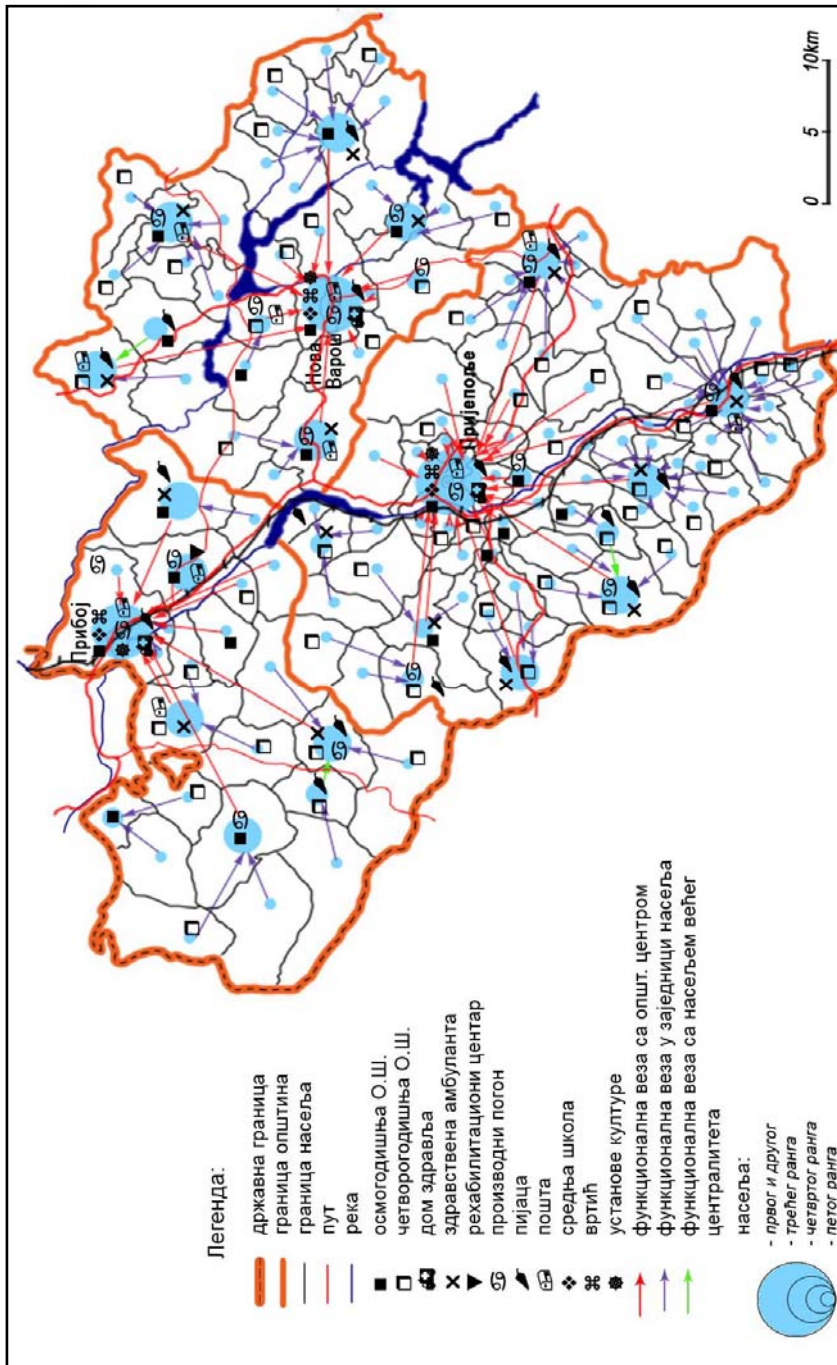 Прибој
Нова
Варош
Пријепоље
Легенда:
државна граница
граница општина
граница насеља
пут
река
осмогодишња О.Ш.
четворогодишња О.Ш.
дом здравља
здравствена амбуланта
рехабилитациони центар
производни погон
пијаца
пошта
средња школа
вртић
установе културе
функционална веза са општ. центром
функционална веза у заједници насеља
функционална веза са насељем већег
централитета
насеља:
- првог и другог
- трећег ранга
- четвртог ранга
- петог ранга
0 5 10km